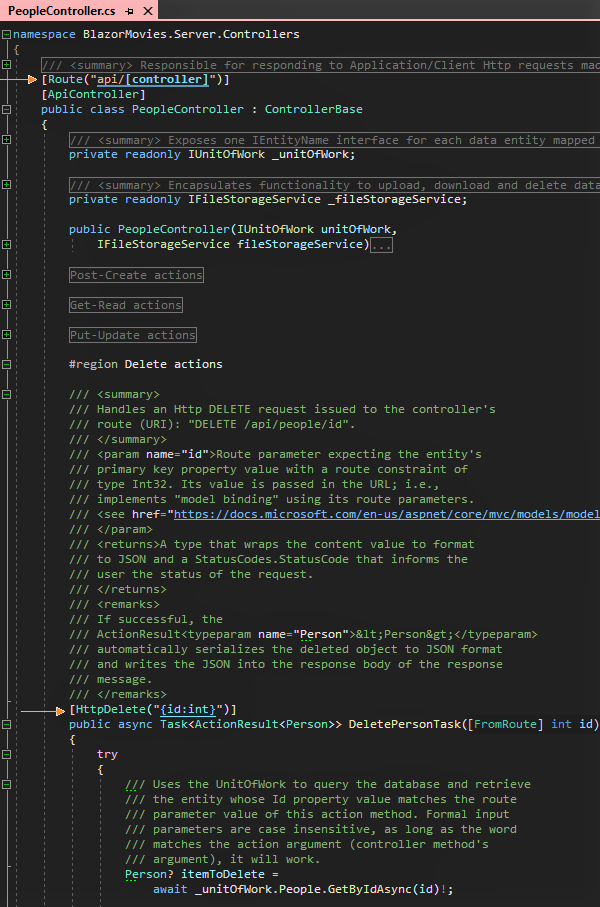 PeopleController.cs
namespace BlazorMovies.Server.Controllers
{
/// <summary> Responsible for responding to Application/Client Http requests mad
[Route("api/[controller]")]
[ApiController]
public class PeopleController : ControllerBase
{
/// <summary> Exposes one IEntityName interface for each data entity mapped
private readonly IUnitOfWork _unitOfWork;
/// <summary> Encapsulates functionality to upload, download and delete data
private readonly IFileStorageService _fileStorageService;
public PeopleController(IUnitOfWork unitOfWork,
IFileStorageService fileStorageService)...
Post-Create actions
Get-Read actions
Put-Update actions
#region Delete actions
/// <summary>
/// Handles an Http DELETE request issued to the controller's
/// route (URI): "DELETE /api/people/id".
/// </summary>
/// <param name="id">Route parameter expecting the entity's
/// primary key property value with a route constraint of
/// type Int32. Its value is passed in the URL; i.e.,
/// implements "model binding" using its route parameters.
/// <see href="https://docs.microsoft.com/en-us/aspnet/core/mvc/models/model
/// </param>
/// <returns>A type that wraps the content value to format
/// to JSON and a StatusCodes.StatusCode that informs the
/// user the status of the request.
/// </returns>
/// <remarks>
/// If successful, the
/// ActionResult<typeparam name="Person">&lt;Person&gt;</typeparam>
/// automatically serializes the deleted object to JSON format
/// and writes the JSON into the response body of the response
/// message.
/// </remarks>
[HttpDelete("{id:int}")]
public async Task<ActionResult<Person>> DeletePersonTask([FromRoute] int id)
{
try
{
/// Uses the UnitOfWork to query the database and retrieve
/// the entity whose Id property value matches the route
/// parameter value of this action method. Formal input
/// parameters are case insensitive, as long as the word
/// matches the action argument (controller method's
/// argument), it will work.
Person? itemToDelete =
await _unitOfWork.People.GetByIdAsync(id)!;